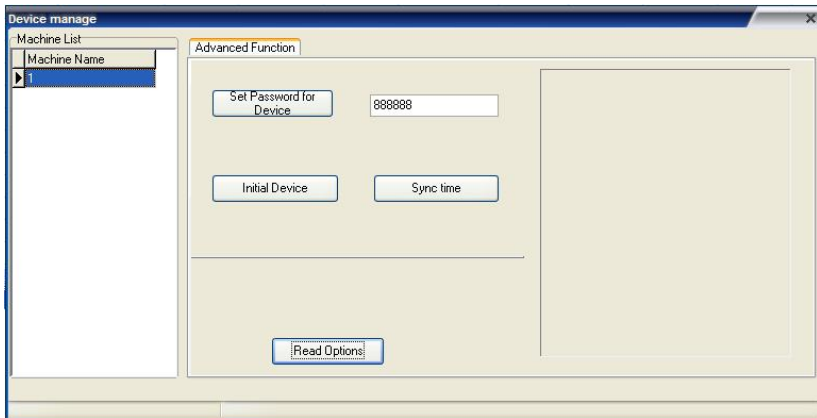 Device manage
Machine List
Machine Name
1
Advanced Function
Set Password for
Device
888888
Initial Device
Sync time
Read Options